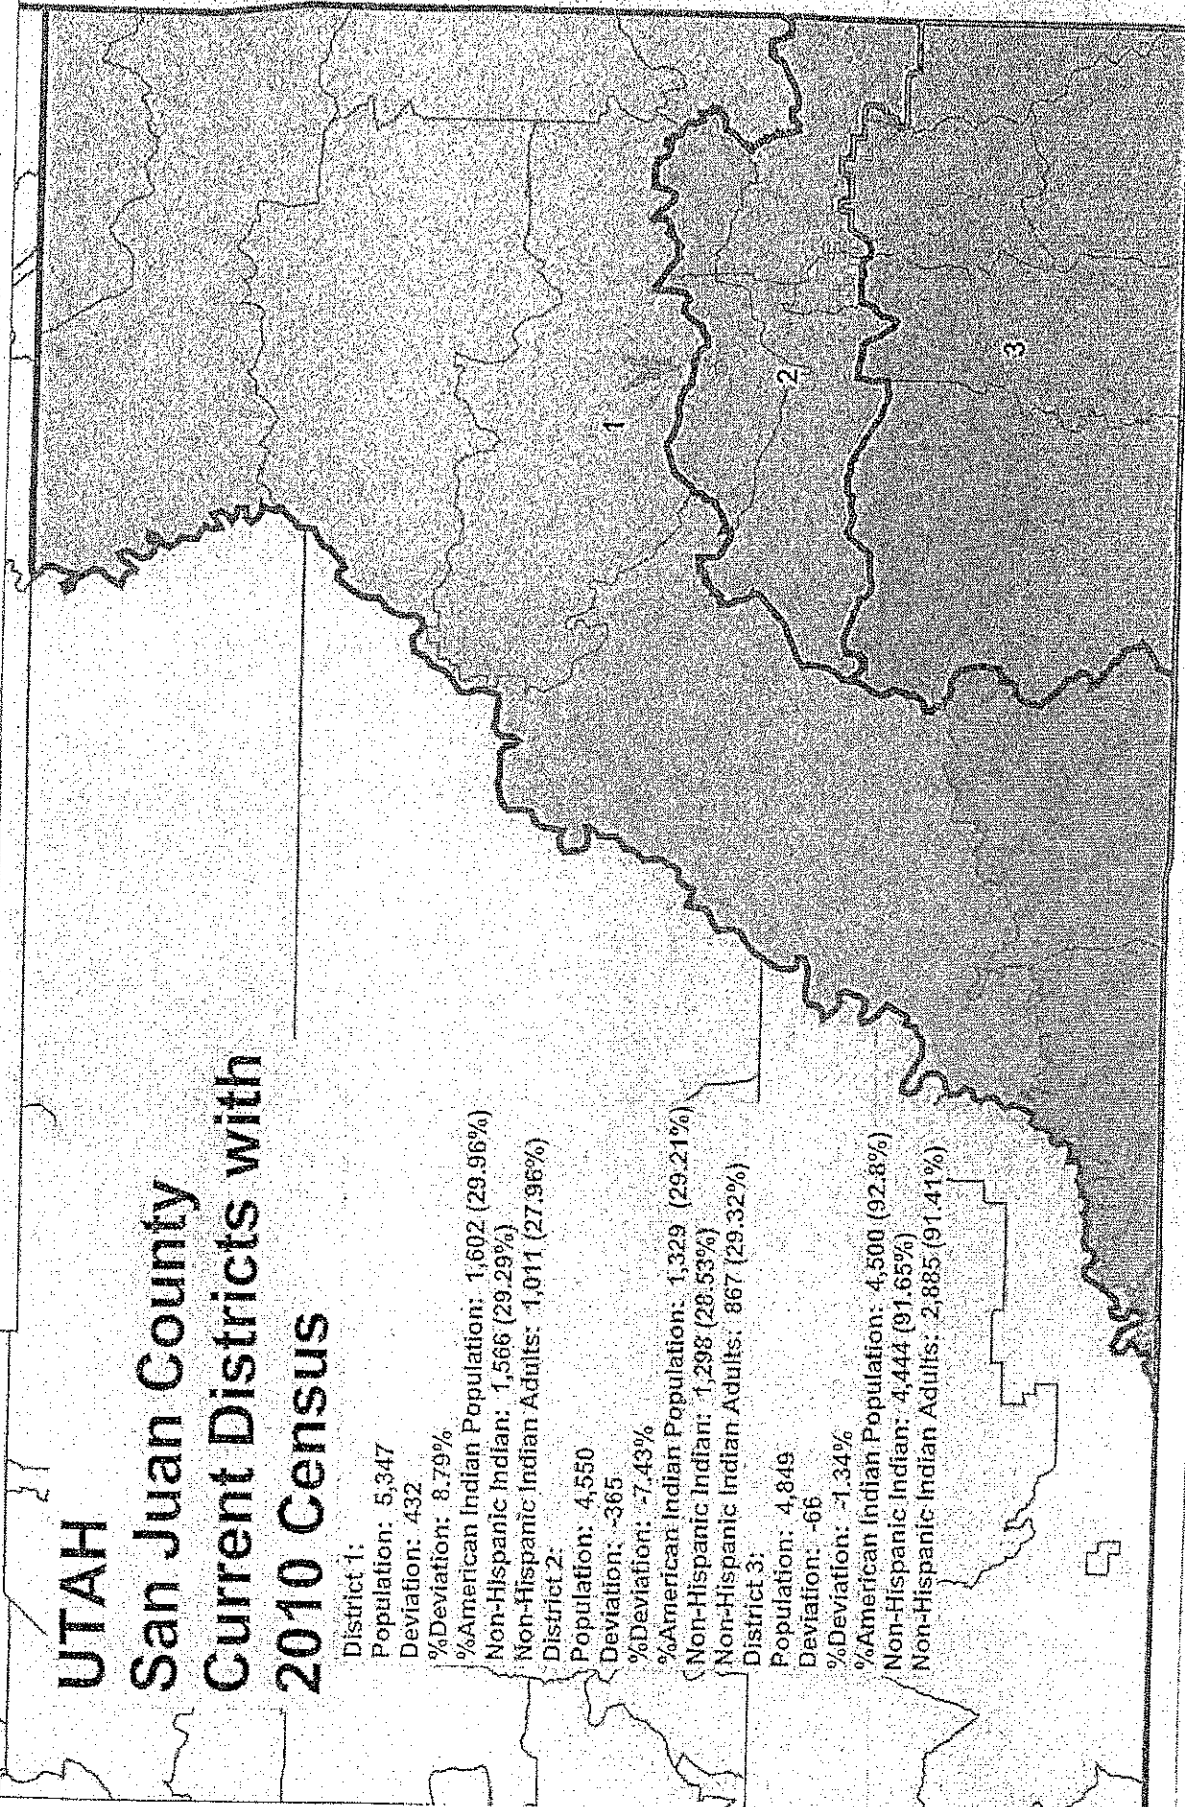 UTAH
San Juan County
Current Districts with
2010 Census
District 1:
Population: 5,347
Deviation: 432
%Deviation: 8.79%
%American Indian Population: 1,602 (29.96%)
Non-Hispanic Indian: 1,566 (29.29%)
Non-Hispanic Indian Adults: 1,011 (27.96%)
District 2:
Population: 4,550
Deviation: -365
%Deviation: -7.43%
%American Indian Population: 1,329 (29.21%)
Non-Hispanic Indian: 1,298 (28.53%)
Non-Hispanic Indian Adults: 867 (29.32%)
District 3:
Population: 4,849
Deviation: -66
%Deviation: -1.34%
%American Indian Population: 4,500 (92.8%)
Non-Hispanic Indian: 4,444 (91.65%)
Non-Hispanic Indian Adults: 2,885 (91.41%)
1
2
3